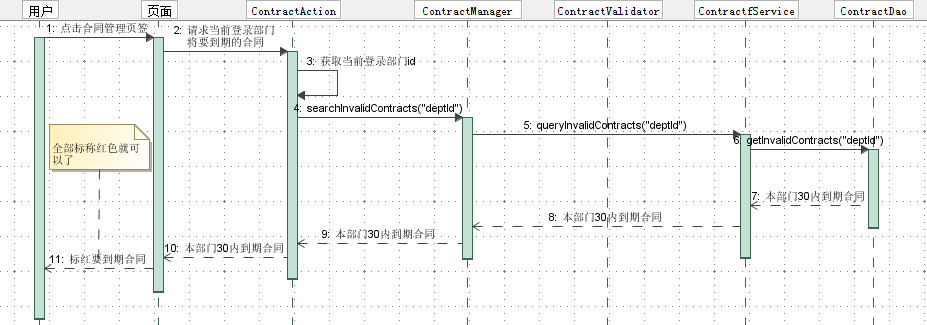 用户
页面
ContractAction
ContractManager
ContractValidator
ContractfService
ContractDao
1: 点击合同管理页签
2: 请求当前登录部门
将要到期的合同
3: 获取当前登录部门id
4: searchInvalidContracts("deptId")
5: queryInvalidContracts("deptId")
6: getInvalidContracts("deptId")
全部标称红色就可
以了
7: 本部门30内到期合同
8: 本部门30内到期合同
9: 本部门30内到期合同
10: 本部门30内到期合同
11: 标红要到期合同